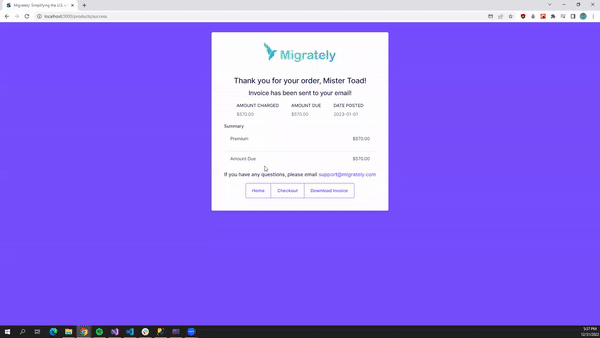 Migrately: Simplifying the U.S.
localhost:3000/products/success
Migrately
Thank you for your order, Mister Toad!
Invoice has been sent to your email!
AMOUNT CHARGED AMOUNT DUE DATE POSTED
$570.00 $570.00 2023-01-01
Summary
Premium $570.00
Amount Due $570.00
If you have any questions, please email support@migrately.com
Home Checkout Download Invoice
5:27 PM
12/31/2022